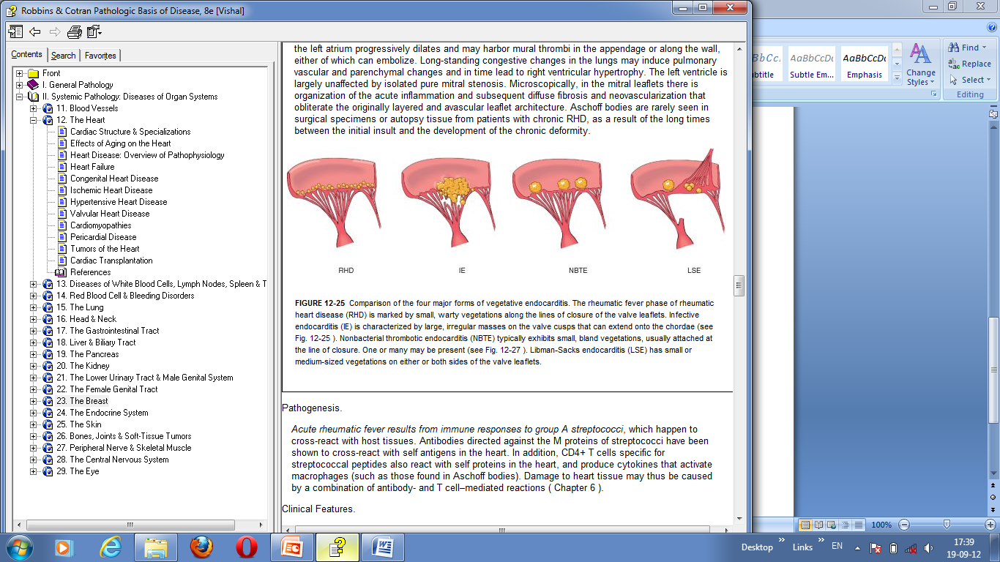 Robbins & Cotran Pathologic Basis of Disease, 8e [Vishal]
Contents
Search
Favorites
Front
I. General Pathology
II. Systemic Pathology: Diseases of Organ Systems
11. Blood Vessels
12. The Heart
Cardiac Structure & Specializations
Effects of Aging on the Heart
Heart Disease: Overview of Pathophysiology
Heart Failure
Congenital Heart Disease
Ischemic Heart Disease
Hypertensive Heart Disease
Valvular Heart Disease
Cardiomyopathies
Pericardial Disease
Tumors of the Heart
Cardiac Transplantation
References
13. Diseases of White Blood Cells, Lymph Nodes, Spleen & T
14. Red Blood Cell & Bleeding Disorders
15. The Lung
16. Head & Neck
17. The Gastrointestinal Tract
18. Liver & Biliary Tract
19. The Pancreas
20. The Kidney
21. The Lower Urinary Tract & Male Genital System
22. The Female Genital Tract
23. The Breast
24. The Endocrine System
25. The Skin
26. Bones, Joints & Soft-Tissue Tumors
27. Peripheral Nerve & Skeletal Muscle
28. The Central Nervous System
29. The Eye
the left atrium progressively dilates and may harbor mural thrombi in the appendage or along the wall,
either of which can embolize. Long-standing congestive changes in the lungs may induce pulmonary
vascular and parenchymal changes and in time lead to right ventricular hypertrophy. The left ventricle is
largely unaffected by isolated pure mitral stenosis. Microscopically, in the mitral leaflets there is
organization of the acute inflammation and subsequent diffuse fibrosis and neovascularization that
obliterate the originally layered and avascular leaflet architecture. Aschoff bodies are rarely seen in
surgical specimens or autopsy tissue from patients with chronic RHD, as a result of the long times
between the initial insult and the development of the chronic deformity.
RHD
IE
NBTE
LSE
FIGURE 12-25 Comparison of the four major forms of vegetative endocarditis. The rheumatic fever phase of rheumatic
heart disease (RHD) is marked by small, warty vegetations along the lines of closure of the valve leaflets. Infective
endocarditis (IE) is characterized by large, irregular masses on the valve cusps that can extend onto the chordae (see
Fig. 12-25 ). Nonbacterial thrombotic endocarditis (NBTE) typically exhibits small, bland vegetations, usually attached at
the line of closure. One or many may be present (see Fig. 12-27 ). Libman-Sacks endocarditis (LSE) has small or
medium-sized vegetations on either or both sides of the valve leaflets.
Pathogenesis.
Acute rheumatic fever results from immune responses to group A streptococci, which happen to
cross-react with host tissues. Antibodies directed against the M proteins of streptococci have been
shown to cross-react with self antigens in the heart. In addition, CD4+ T cells specific for
streptococcal peptides also react with self proteins in the heart, and produce cytokines that activate
macrophages (such as those found in Aschoff bodies). Damage to heart tissue may thus be caused
by a combination of antibody- and T cell–mediated reactions ( Chapter 6 ).
Clinical Features.
AaBbCcDc
AaBbCcDc
btitle
Subtle Em...
Emphasis
Change
Styles
Find
Replace
Select
Editing
100%
Desktop
Links
EN
17:39
19-09-12